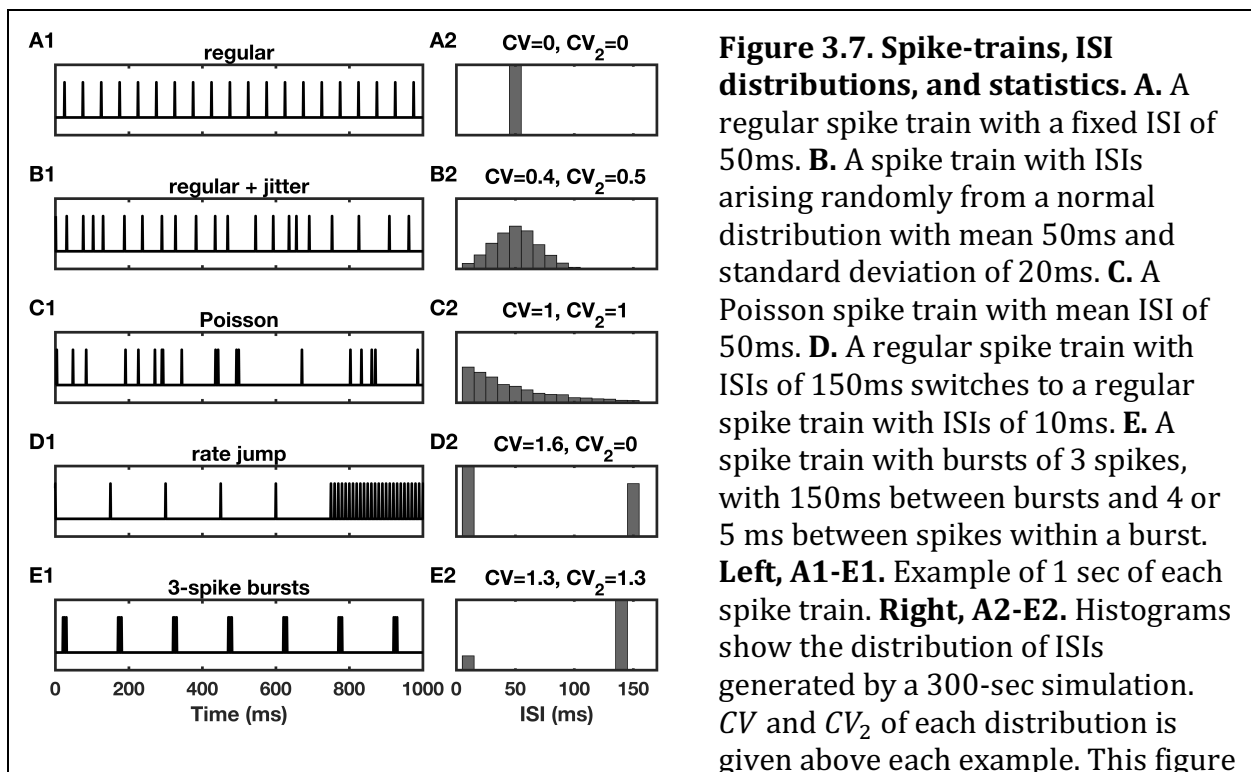 A1
regular
A2
CV=0, CV₂=0
B1
regular + jitter
B2
CV=0.4, CV₂=0.5
C1
Poisson
C2
CV=1, CV₂=1
D1
rate jump
D2
CV=1.6, CV₂=0
E1
3-spike bursts
E2
CV=1.3, CV₂=1.3
0 200 400 600 800 1000
Time (ms)
0 50 100 150
ISI (ms)
Figure 3.7. Spike-trains, ISI
distributions, and statistics. A. A
regular spike train with a fixed ISI of
50ms. B. A spike train with ISIs
arising randomly from a normal
distribution with mean 50ms and
standard deviation of 20ms. C. A
Poisson spike train with mean ISI of
50ms. D. A regular spike train with
ISIs of 150ms switches to a regular
spike train with ISIs of 10ms. E. A
spike train with bursts of 3 spikes,
with 150ms between bursts and 4 or
5 ms between spikes within a burst.
Left, A1-E1. Example of 1 sec of each
spike train. Right, A2-E2. Histograms
show the distribution of ISIs
generated by a 300-sec simulation.
CV and CV₂ of each distribution is
given above each example. This figure